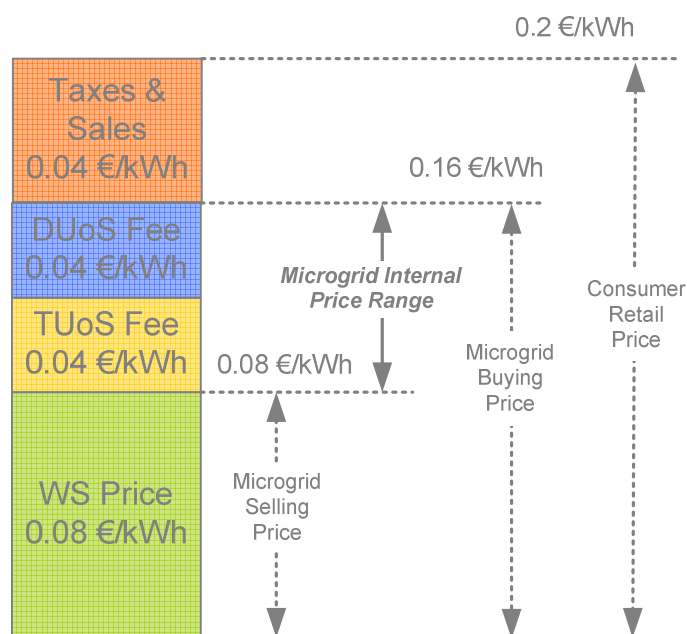 0.2 €/kWh
Taxes &
Sales
0.04 €/kWh
0.16 €/kWh
DUoS Fee
0.04 €/kWh
Microgrid Internal
Price Range
Consumer
Retail
Price
TUoS Fee
0.04 €/kWh
0.08 €/kWh
Microgrid
Buying
Price
WS Price
0.08 €/kWh
Microgrid
Selling
Price